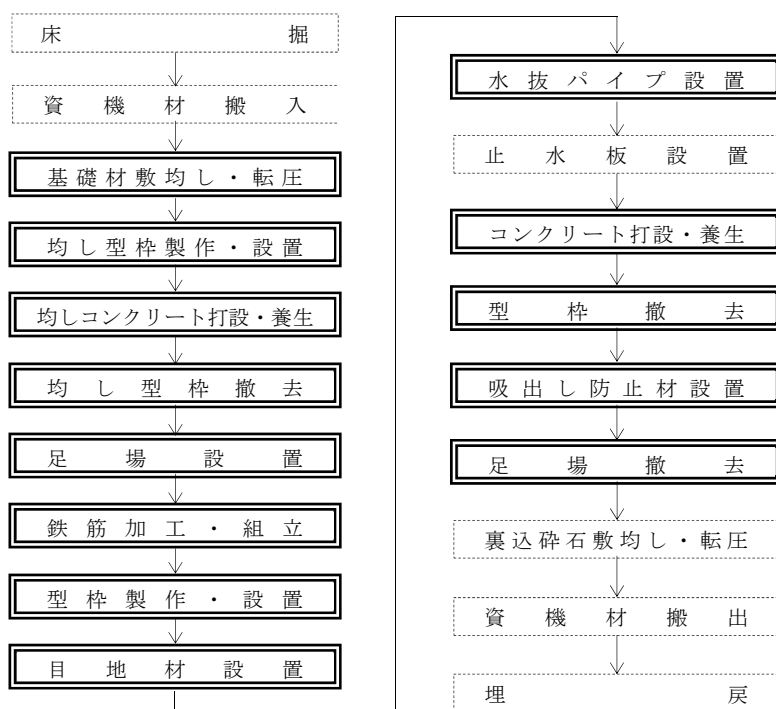 床掘
資機材搬入
基礎材敷均し・転圧
均し型枠製作・設置
均しコンクリート打設・養生
均し型枠撤去
足場設置
鉄筋加工・組立
型枠製作・設置
目地材設置
水抜パイプ設置
止水板設置
コンクリート打設・養生
型枠撤去
吸出し防止材設置
足場撤去
裏込砕石敷均し・転圧
資機材搬出
埋戻